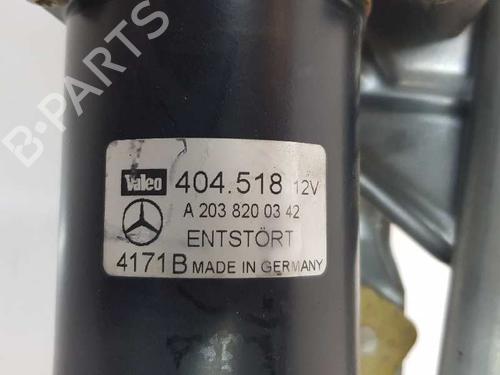 B-PARTS
Valeo 404.518 12V
A 203 820 03 42
ENTSTÖRT
4171B MADE IN GERMANY